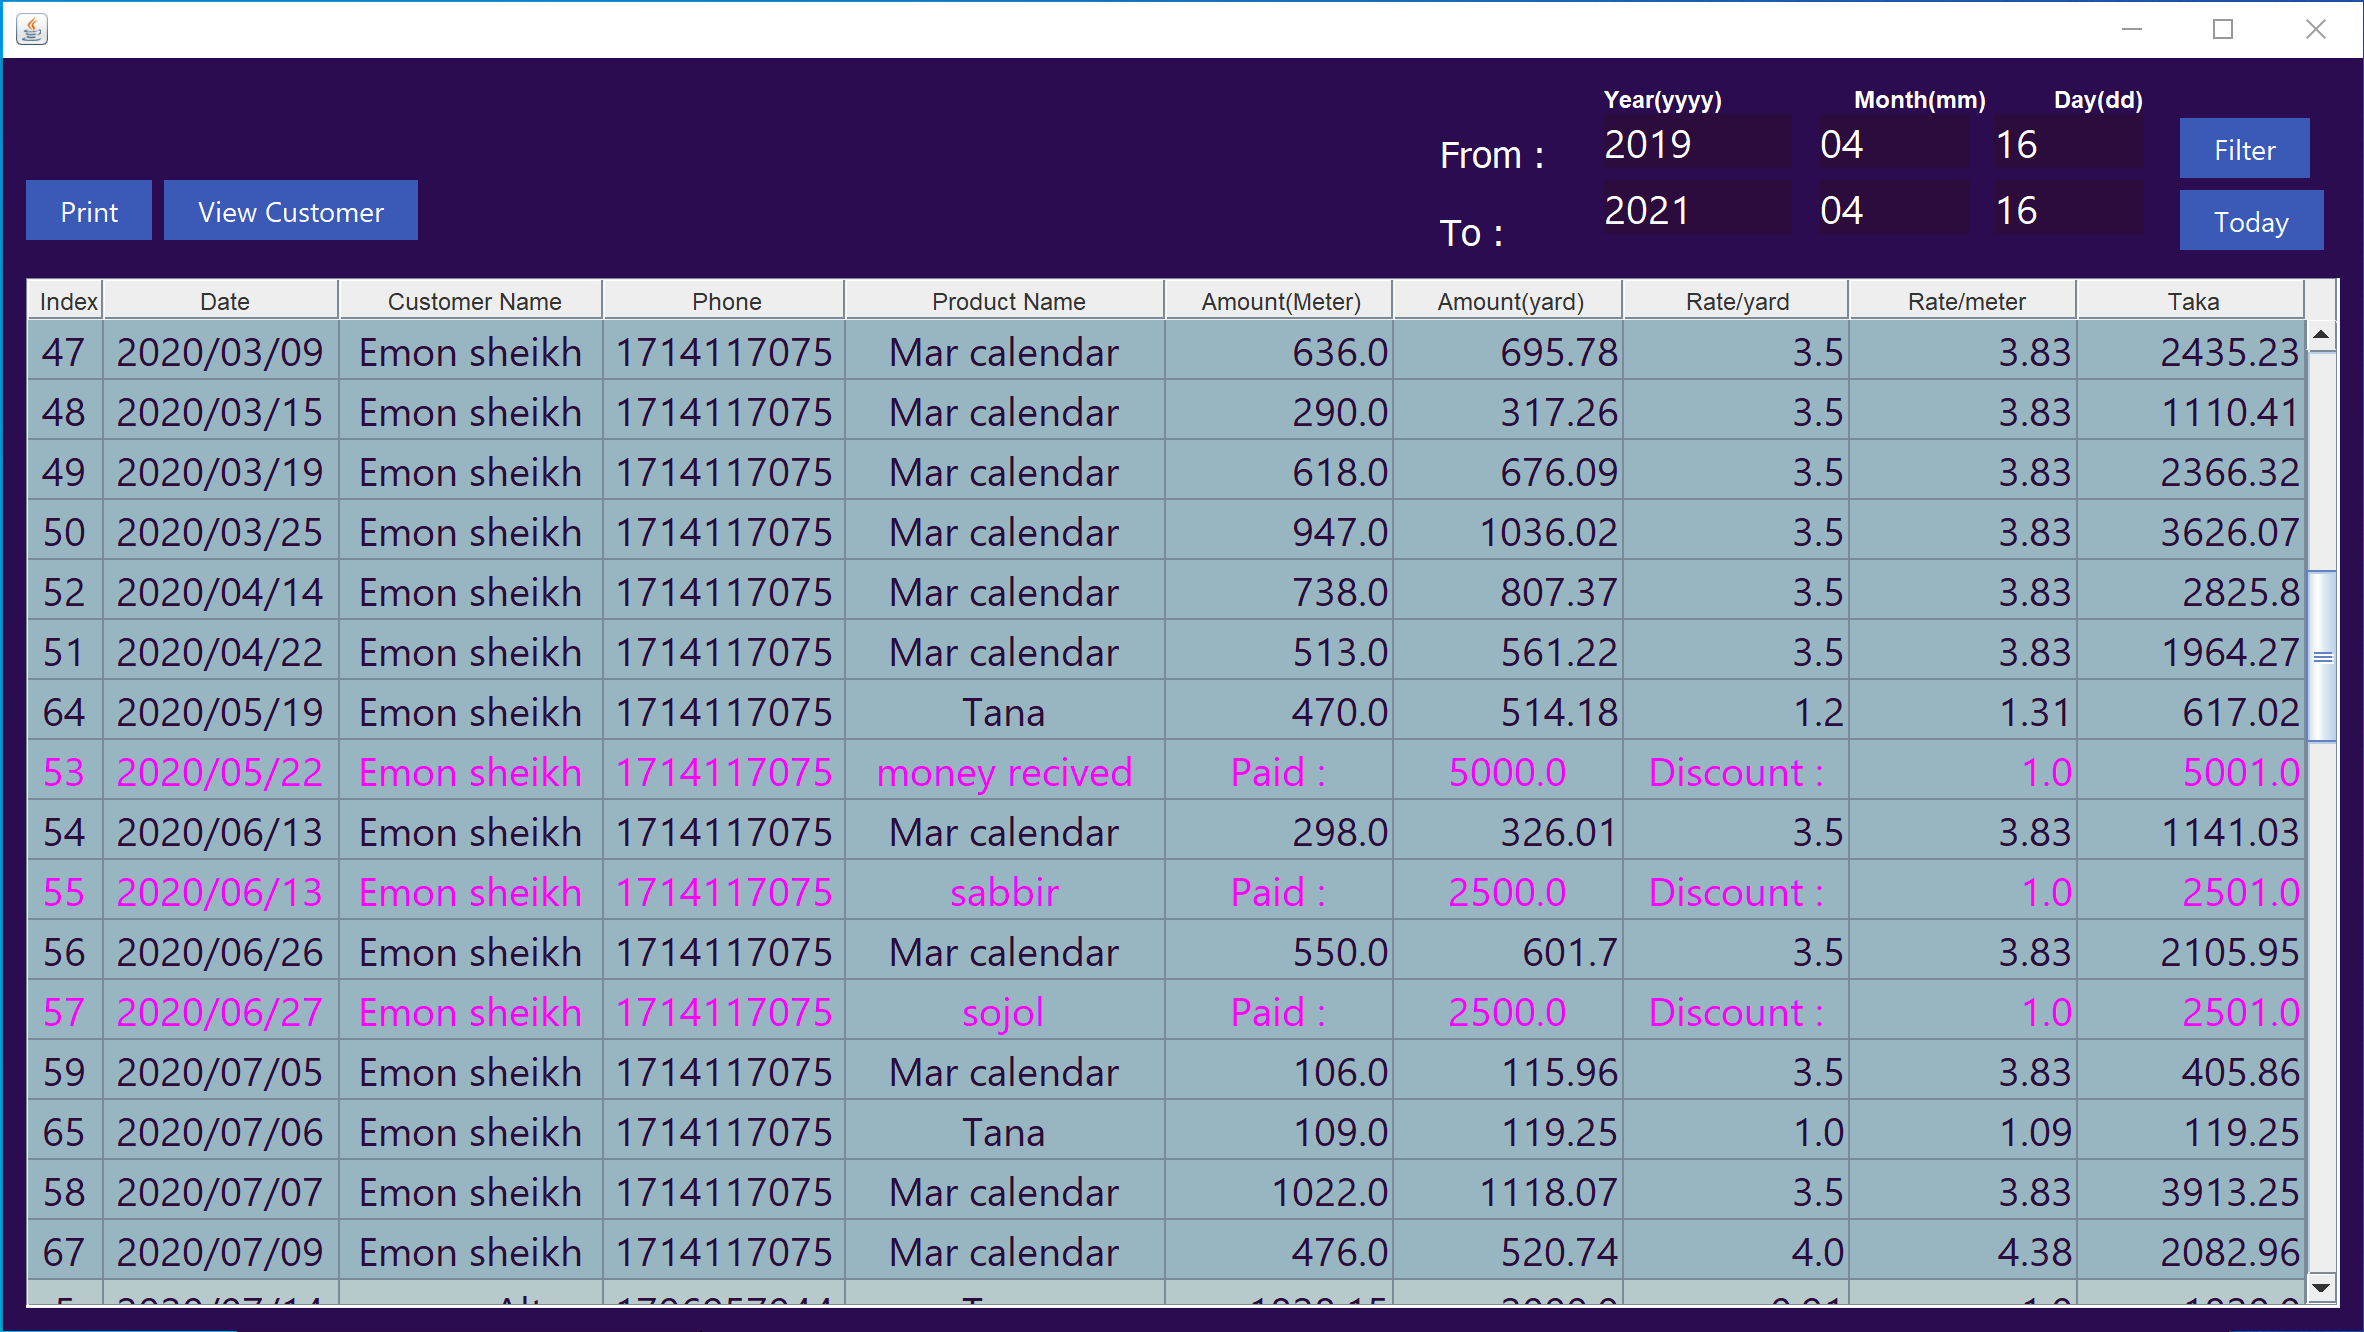 Year(yyyy) Month(mm) Day(dd)
From : 2019 04 16 Filter
Print View Customer
To : 2021 04 16 Today
Index Date Customer Name Phone Product Name Amount(Meter) Amount(yard) Rate/yard Rate/meter Taka
47 2020/03/09 Emon sheikh 1714117075 Mar calendar 636.0 695.78 3.5 3.83 2435.23
48 2020/03/15 Emon sheikh 1714117075 Mar calendar 290.0 317.26 3.5 3.83 1110.41
49 2020/03/19 Emon sheikh 1714117075 Mar calendar 618.0 676.09 3.5 3.83 2366.32
50 2020/03/25 Emon sheikh 1714117075 Mar calendar 947.0 1036.02 3.5 3.83 3626.07
52 2020/04/14 Emon sheikh 1714117075 Mar calendar 738.0 807.37 3.5 3.83 2825.8
51 2020/04/22 Emon sheikh 1714117075 Mar calendar 513.0 561.22 3.5 3.83 1964.27
64 2020/05/19 Emon sheikh 1714117075 Tana 470.0 514.18 1.2 1.31 617.02
53 2020/05/22 Emon sheikh 1714117075 money recived Paid : 5000.0 Discount : 1.0 5001.0
54 2020/06/13 Emon sheikh 1714117075 Mar calendar 298.0 326.01 3.5 3.83 1141.03
55 2020/06/13 Emon sheikh 1714117075 sabbir Paid : 2500.0 Discount : 1.0 2501.0
56 2020/06/26 Emon sheikh 1714117075 Mar calendar 550.0 601.7 3.5 3.83 2105.95
57 2020/06/27 Emon sheikh 1714117075 sojol Paid : 2500.0 Discount : 1.0 2501.0
59 2020/07/05 Emon sheikh 1714117075 Mar calendar 106.0 115.96 3.5 3.83 405.86
65 2020/07/06 Emon sheikh 1714117075 Tana 109.0 119.25 1.0 1.09 119.25
58 2020/07/07 Emon sheikh 1714117075 Mar calendar 1022.0 1118.07 3.5 3.83 3913.25
67 2020/07/09 Emon sheikh 1714117075 Mar calendar 476.0 520.74 4.0 4.38 2082.96